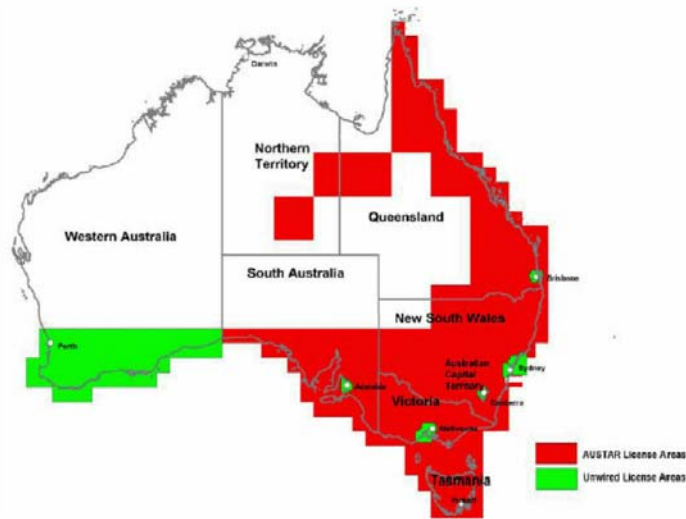 Darwin
Northern
Territory
Queensland
Western Australia
South Australia
Brisbane
New South Wales
Perth
Australian
Capital
Territory
Sydney
Adelaide
Canberra
Victoria
Melbourne
AUSTAR License Areas
Tasmania
Unwired License Areas
Hobart